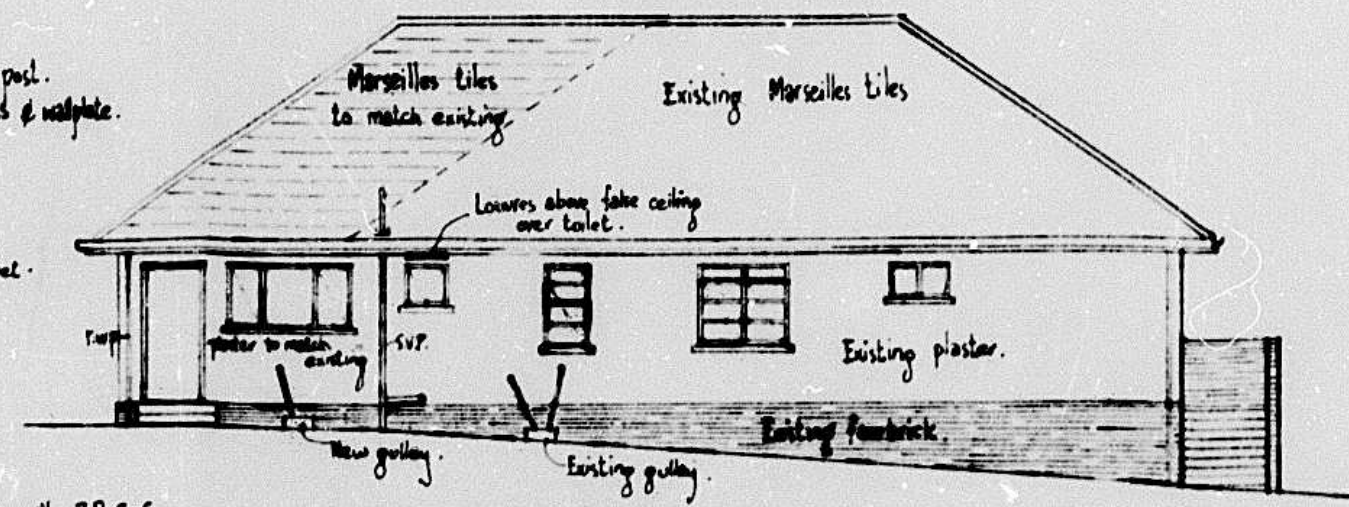 post.
& wallplate.
Marseilles tiles
to match existing
Existing Marseilles tiles
Louvres above false ceiling
over toilet.
R.W.P.
plaster to match
existing
S.V.P.
Existing plaster.
Existing facebrick.
New gulley.
Existing gulley.